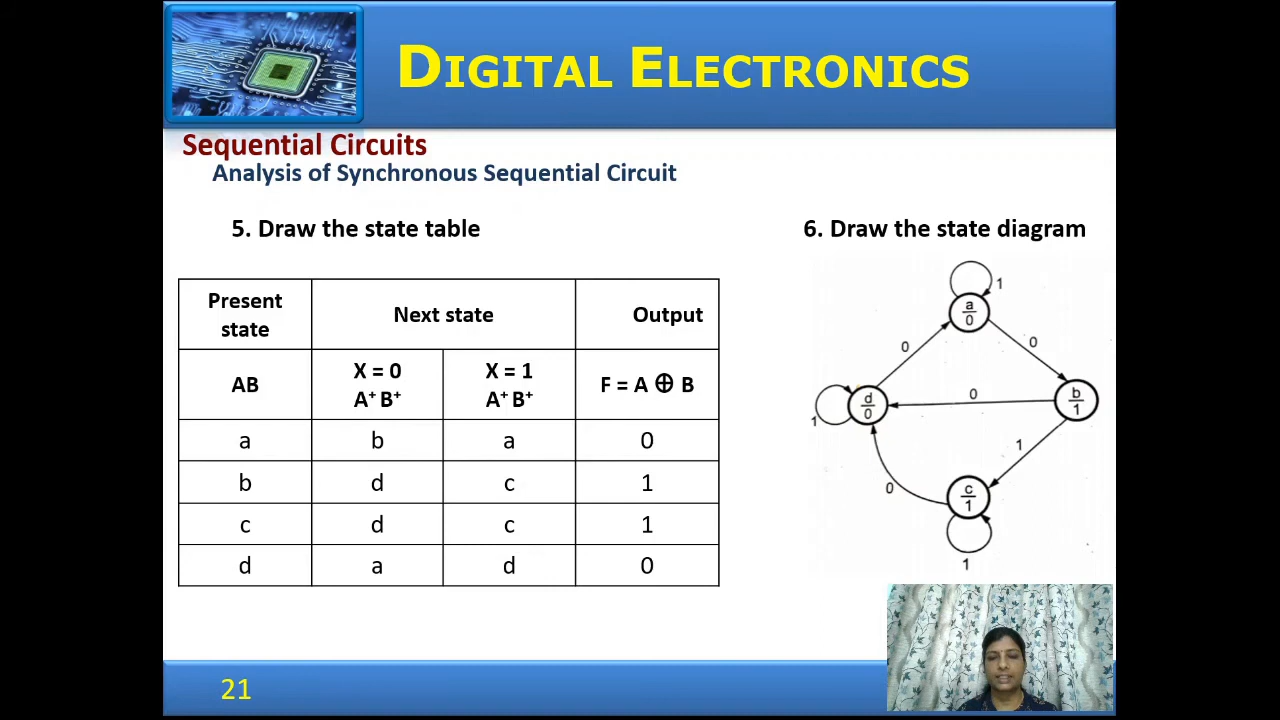 DIGITAL ELECTRONICS
Sequential Circuits
Analysis of Synchronous Sequential Circuit
5. Draw the state table
6. Draw the state diagram
Present state Next state Output
AB X = 0 A⁺ B⁺ X = 1 A⁺ B⁺ F = A ⊕ B
a b a 0
b d c 1
c d c 1
d a d 0
1
a
0
0
0
d
0
1
0
b
1
1
0
c
1
1
21